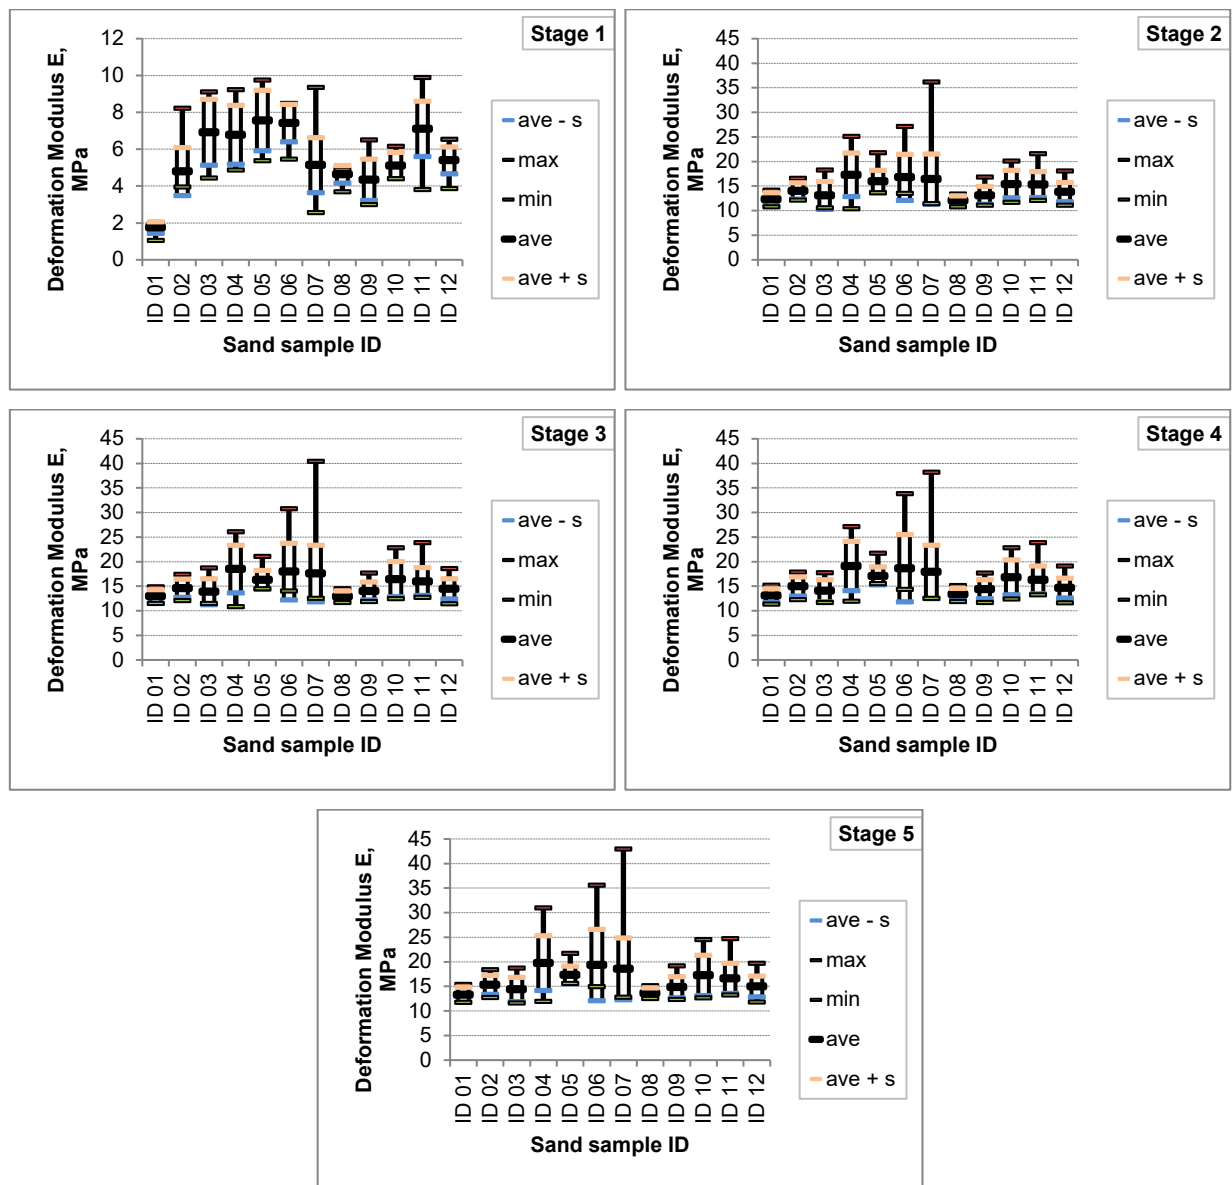 Stage 1
Deformation Modulus E,
MPa
12
10
8
6
4
2
0
ID 01
ID 02
ID 03
ID 04
ID 05
ID 06
ID 07
ID 08
ID 09
ID 10
ID 11
ID 12
Sand sample ID
ave - s
max
min
ave
ave + s
Stage 2
Deformation Modulus E,
MPa
45
40
35
30
25
20
15
10
5
0
ID 01
ID 02
ID 03
ID 04
ID 05
ID 06
ID 07
ID 08
ID 09
ID 10
ID 11
ID 12
Sand sample ID
ave - s
max
min
ave
ave + s
Stage 3
Deformation Modulus E,
MPa
45
40
35
30
25
20
15
10
5
0
ID 01
ID 02
ID 03
ID 04
ID 05
ID 06
ID 07
ID 08
ID 09
ID 10
ID 11
ID 12
Sand sample ID
ave - s
max
min
ave
ave + s
Stage 4
Deformation Modulus E,
MPa
45
40
35
30
25
20
15
10
5
0
ID 01
ID 02
ID 03
ID 04
ID 05
ID 06
ID 07
ID 08
ID 09
ID 10
ID 11
ID 12
Sand sample ID
ave - s
max
min
ave
ave + s
Stage 5
Deformation Modulus E,
MPa
45
40
35
30
25
20
15
10
5
0
ID 01
ID 02
ID 03
ID 04
ID 05
ID 06
ID 07
ID 08
ID 09
ID 10
ID 11
ID 12
Sand sample ID
ave - s
max
min
ave
ave + s